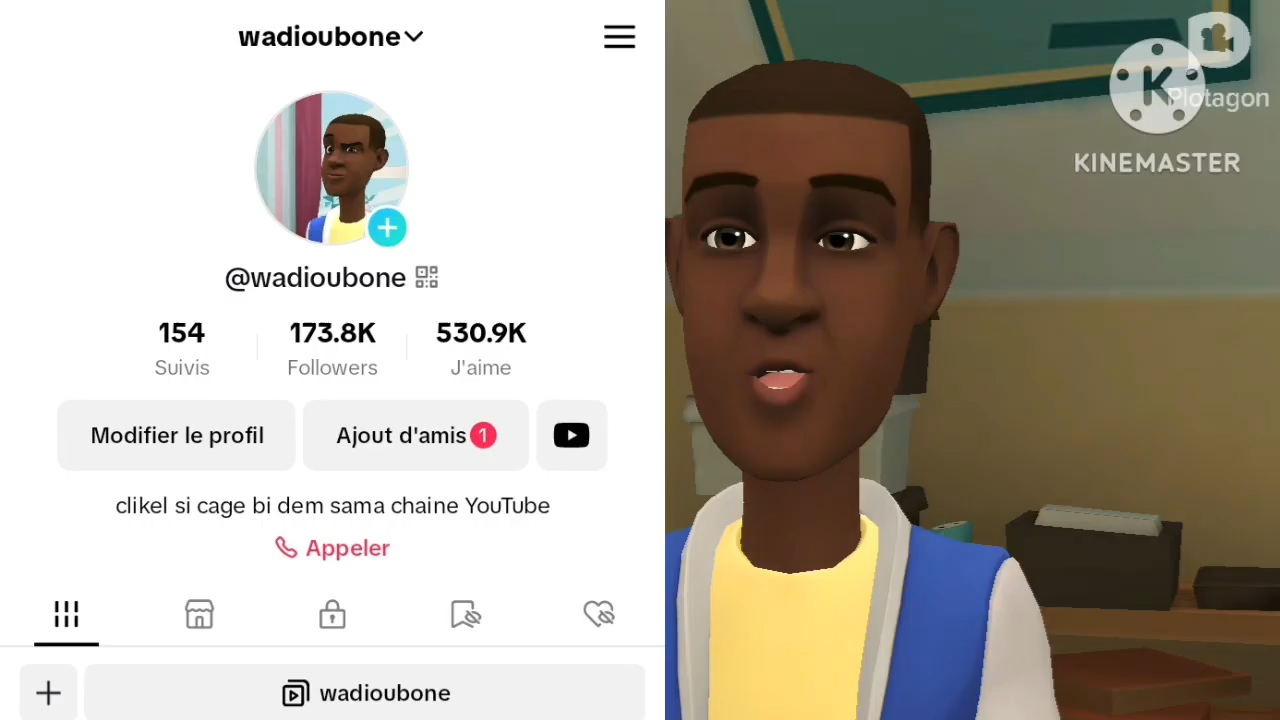 wadioubone
@wadioubone
154
173.8K
530.9K
Suivis
Followers
J'aime
Modifier le profil
Ajout d'amis 1
clikel si cage bi dem sama chaine YouTube
Appeler
wadioubone
K
Plotagon
KINEMASTER